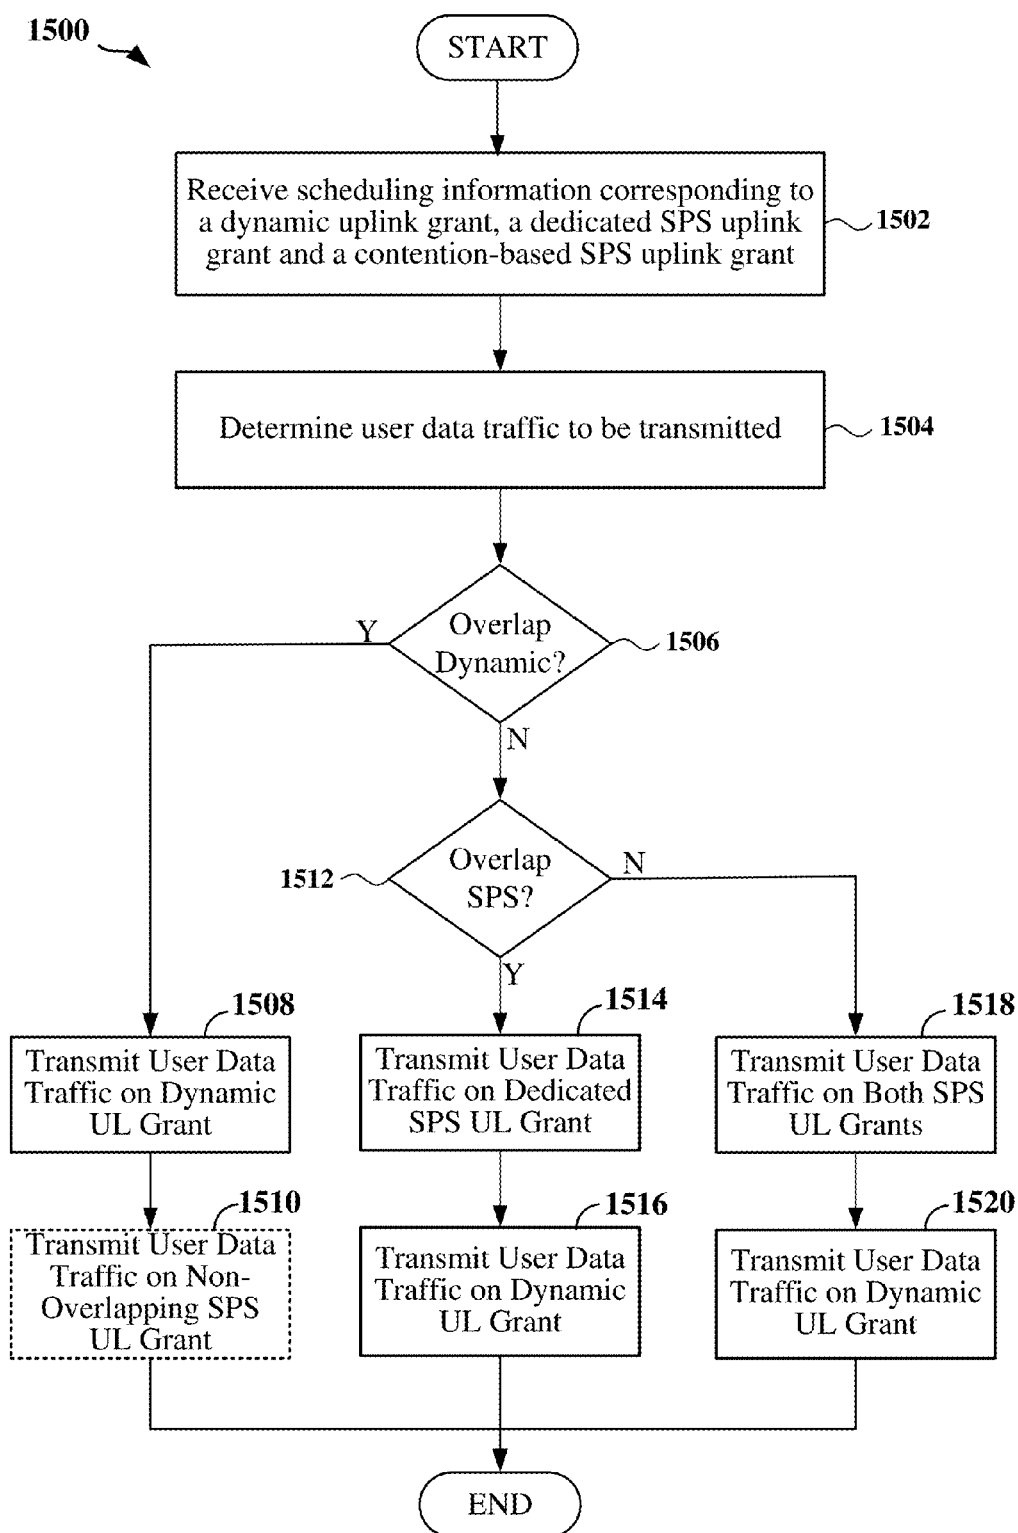 1500
START
Receive scheduling information corresponding to
a dynamic uplink grant, a dedicated SPS uplink
grant and a contention-based SPS uplink grant
1502
Determine user data traffic to be transmitted
1504
Overlap
Dynamic?
1506
Y
N
Overlap
SPS?
1512
N
Y
1508
Transmit User Data
Traffic on Dynamic
UL Grant
1514
Transmit User Data
Traffic on Dedicated
SPS UL Grant
1518
Transmit User Data
Traffic on Both SPS
UL Grants
1510
Transmit User Data
Traffic on Non-
Overlapping SPS
UL Grant
1516
Transmit User Data
Traffic on Dynamic
UL Grant
1520
Transmit User Data
Traffic on Dynamic
UL Grant
END